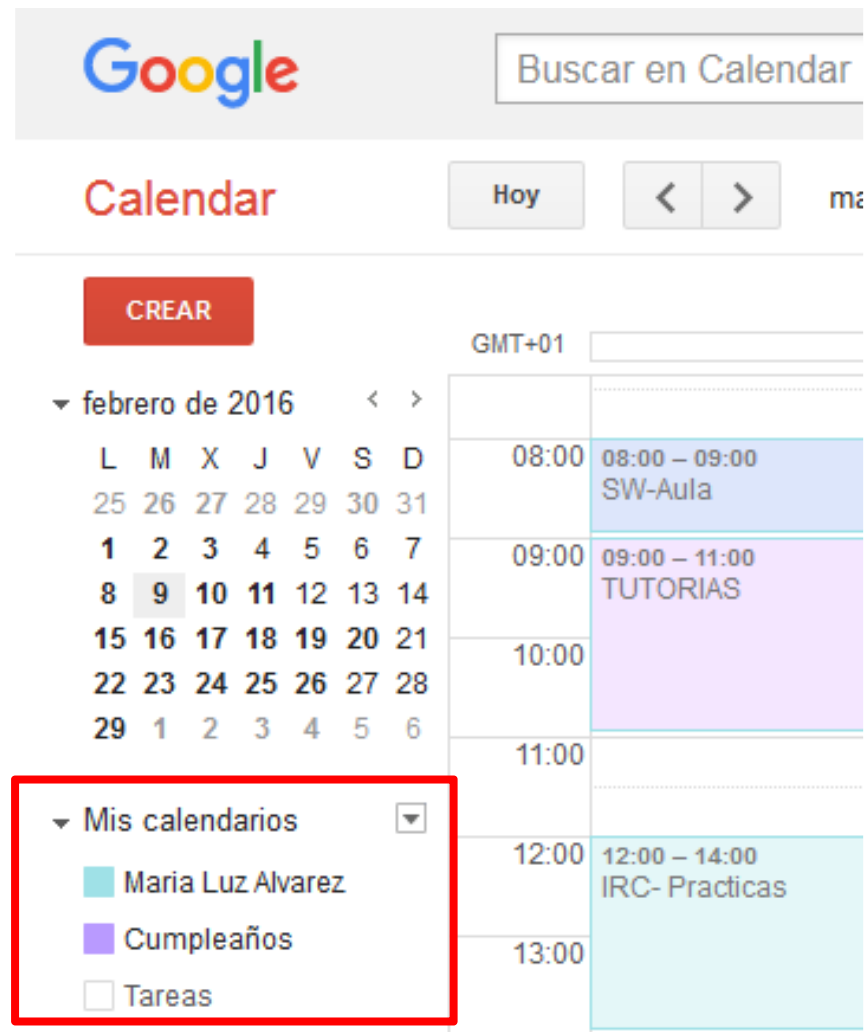 Google
Buscar en Calendar
Calendar
Hoy
CREAR
GMT+01
febrero de 2016
L M X J V S D
25 26 27 28 29 30 31
1 2 3 4 5 6 7
8 9 10 11 12 13 14
15 16 17 18 19 20 21
22 23 24 25 26 27 28
29 1 2 3 4 5 6
Mis calendarios
Maria Luz Alvarez
Cumpleaños
Tareas
08:00
08:00 – 09:00
SW-Aula
09:00
09:00 – 11:00
TUTORIAS
10:00
11:00
12:00
12:00 – 14:00
IRC- Practicas
13:00